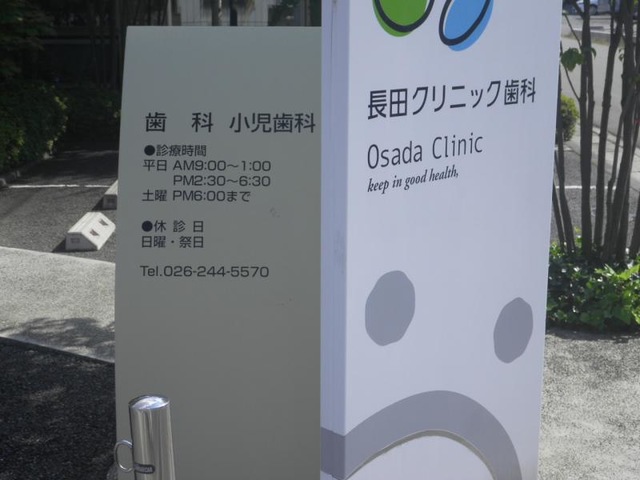 歯科 小児歯科
●診療時間
平日 AM9:00～1:00
PM2:30～6:30
土曜 PM6:00まで
●休診日
日曜・祭日
Tel.026-244-5570
長田クリニック歯科
Osada Clinic
keep in good health,